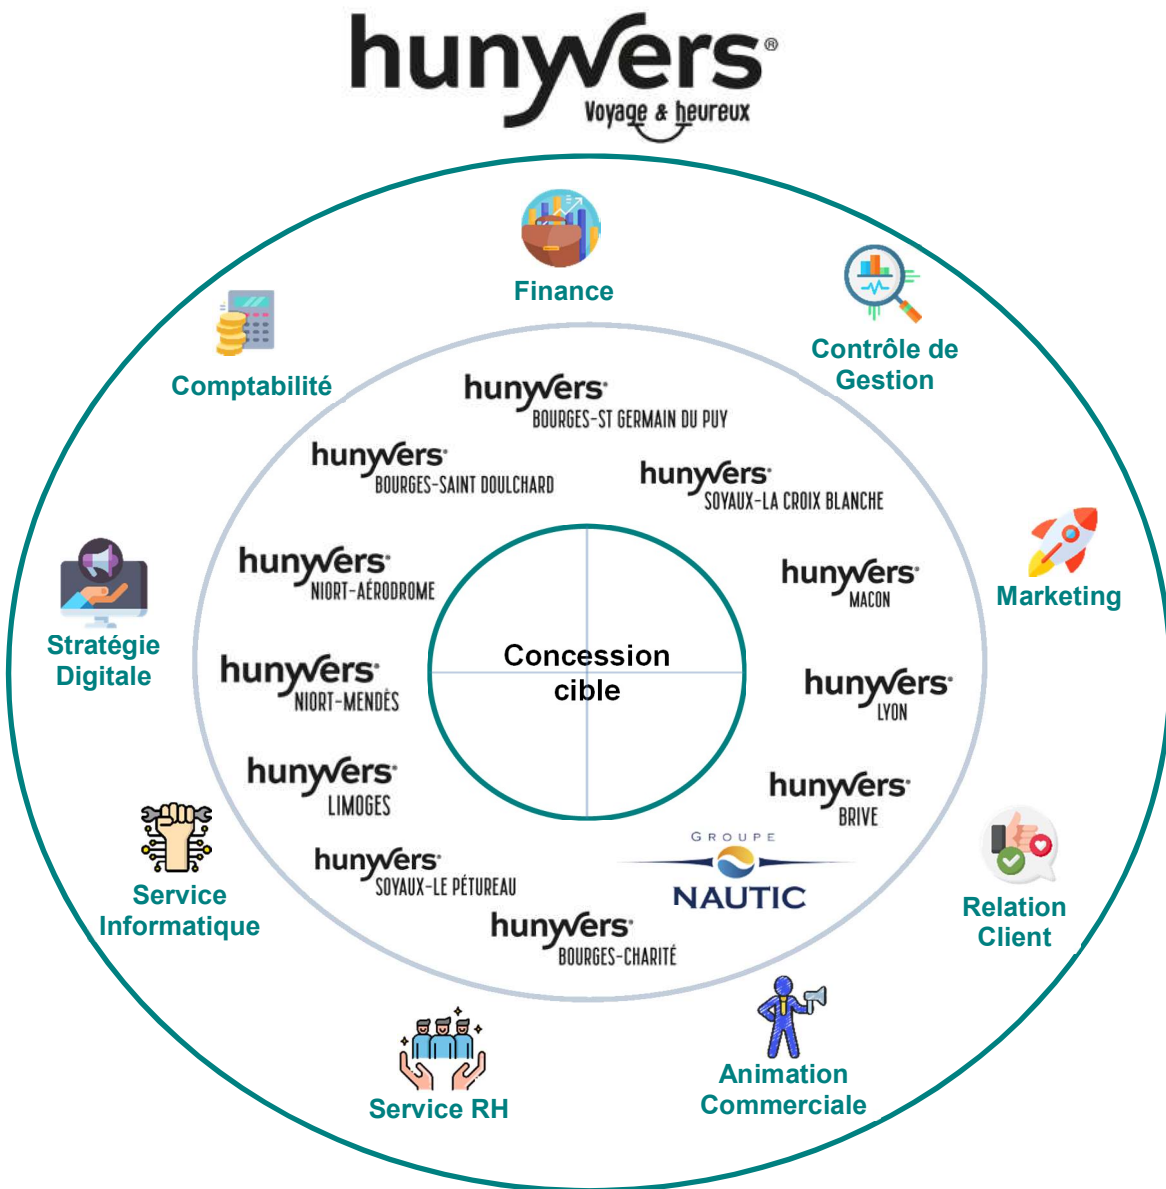 hunyvers®
Voyage & heureux
Finance
Contrôle de
Gestion
Comptabilité
hunyvers®
BOURGES-ST GERMAIN DU PUY
hunyvers®
BOURGES-SAINT DOULCHARD
hunyvers®
SOYAUX-LA CROIX BLANCHE
Marketing
hunyvers®
NIORT-AÉRODROME
hunyvers®
MACON
Stratégie
Digitale
Concession
cible
hunyvers®
NIORT-MENDÈS
hunyvers®
LYON
hunyvers®
LIMOGES
hunyvers®
BRIVE
GROUPE
NAUTIC
hunyvers®
SOYAUX-LE PÉTUREAU
Service
Informatique
Relation
Client
hunyvers®
BOURGES-CHARITÉ
Service RH
Animation
Commerciale